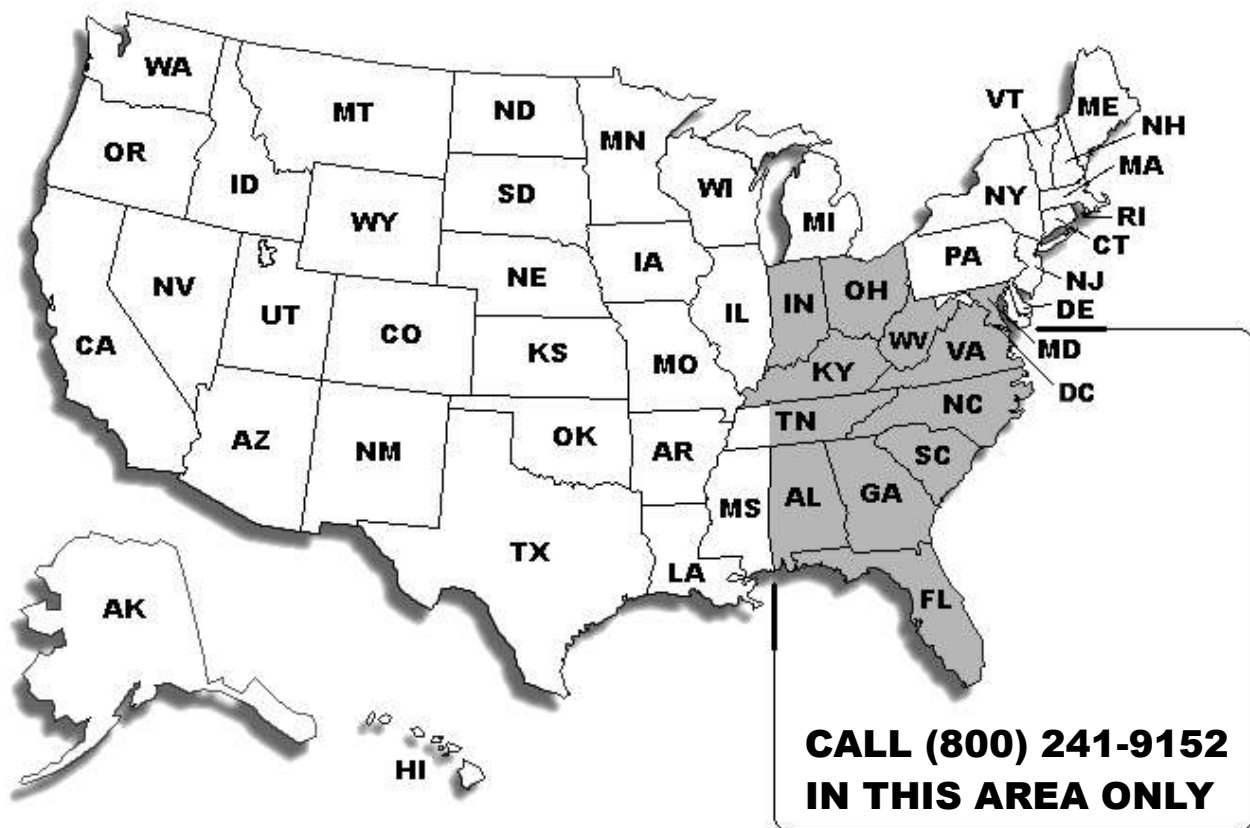 WA
MT
ND
MN
VT
ME
NH
OR
ID
SD
WI
MA
WY
MI
NY
RI
CT
NV
NE
IA
PA
NJ
UT
CO
IL
IN
OH
DE
CA
KS
MO
WV
VA
MD
KY
DC
AZ
NM
OK
AR
TN
NC
SC
MS
AL
GA
TX
LA
FL
AK
HI
CALL (800) 241-9152
IN THIS AREA ONLY